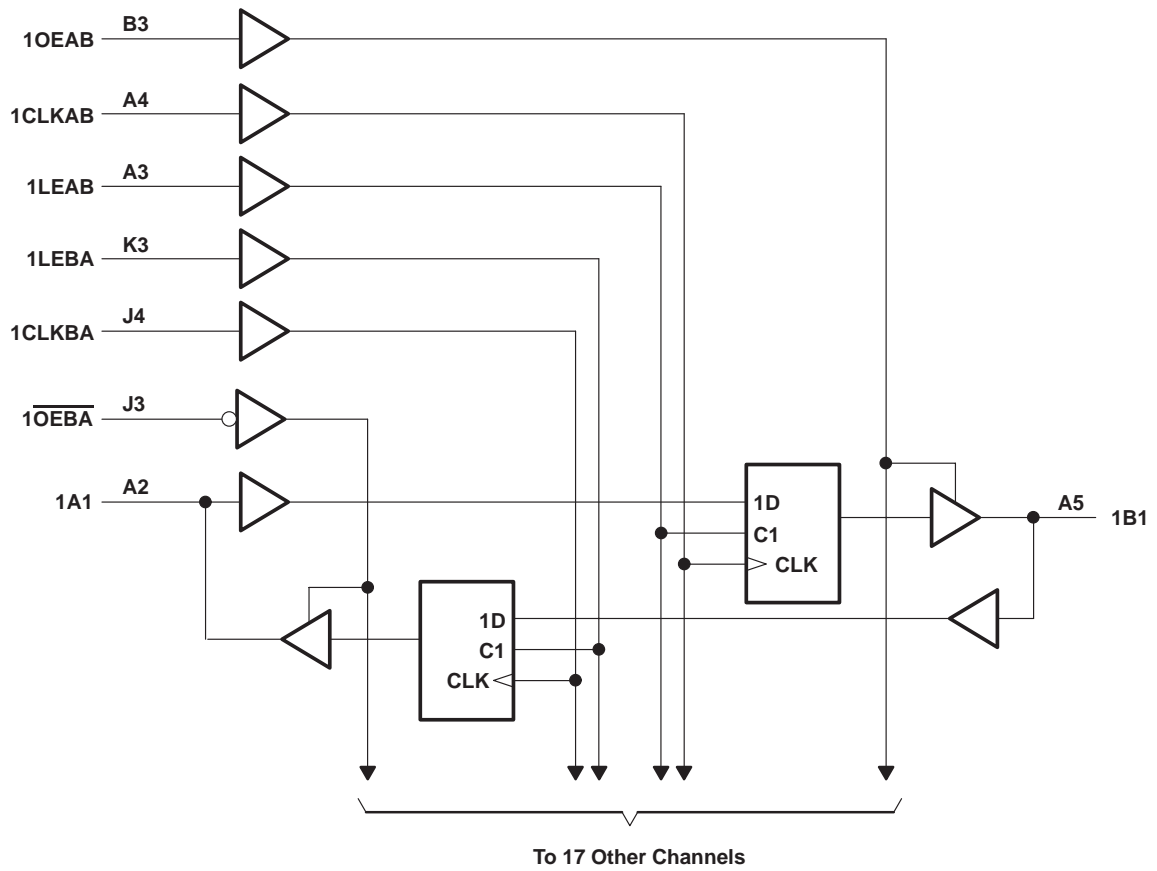 1OEAB B3
1CLKAB A4
1LEAB A3
1LEBA K3
1CLKBA J4
1O̅E̅B̅A̅ J3
1A1 A2
1D
C1
CLK
A5 1B1
1D
C1
CLK
To 17 Other Channels